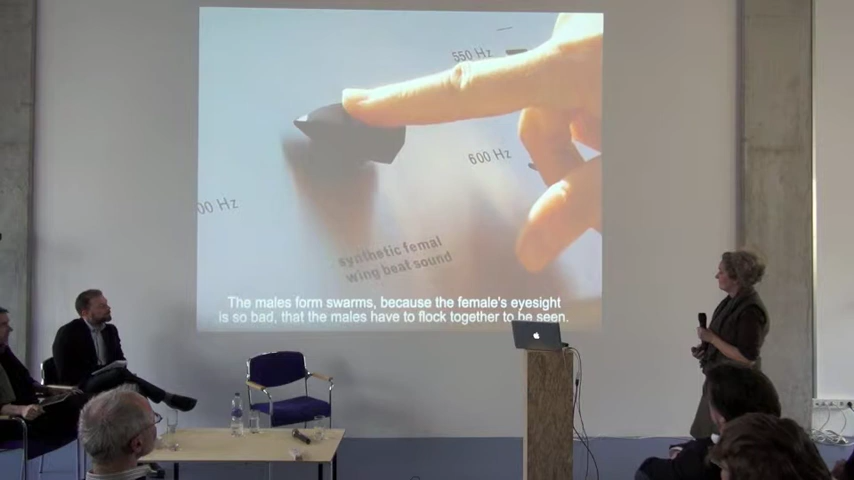 550 Hz
600 Hz
00 Hz
synthetic femal
wing beat sound
The males form swarms, because the female's eyesight
is so bad, that the males have to flock together to be seen.